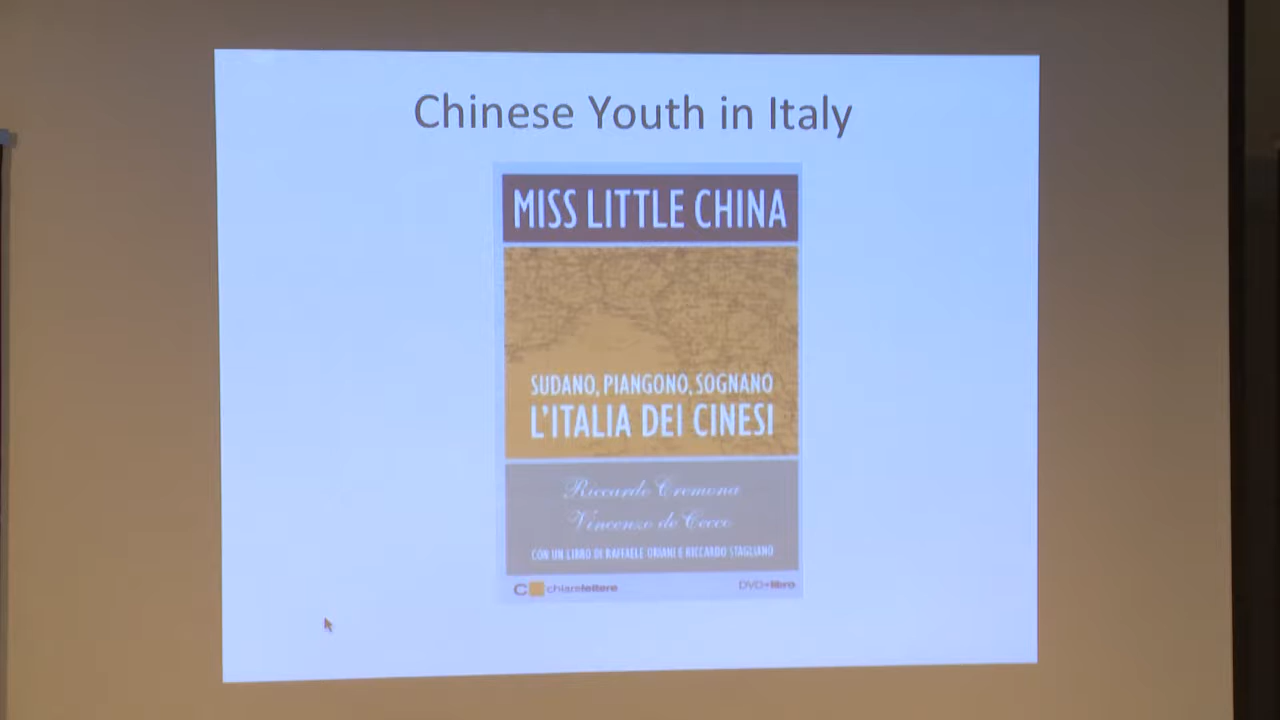 Chinese Youth in Italy
MISS LITTLE CHINA
SUDANO, PIANGONO, SOGNANO
L'ITALIA DEI CINESI
Riccardo Cremona
Vincenzo de Cecco
CON UN LIBRO DI RAFFAELE ORIANI E RICCARDO STAGLIANO
C chiarelettere
DVD+libro